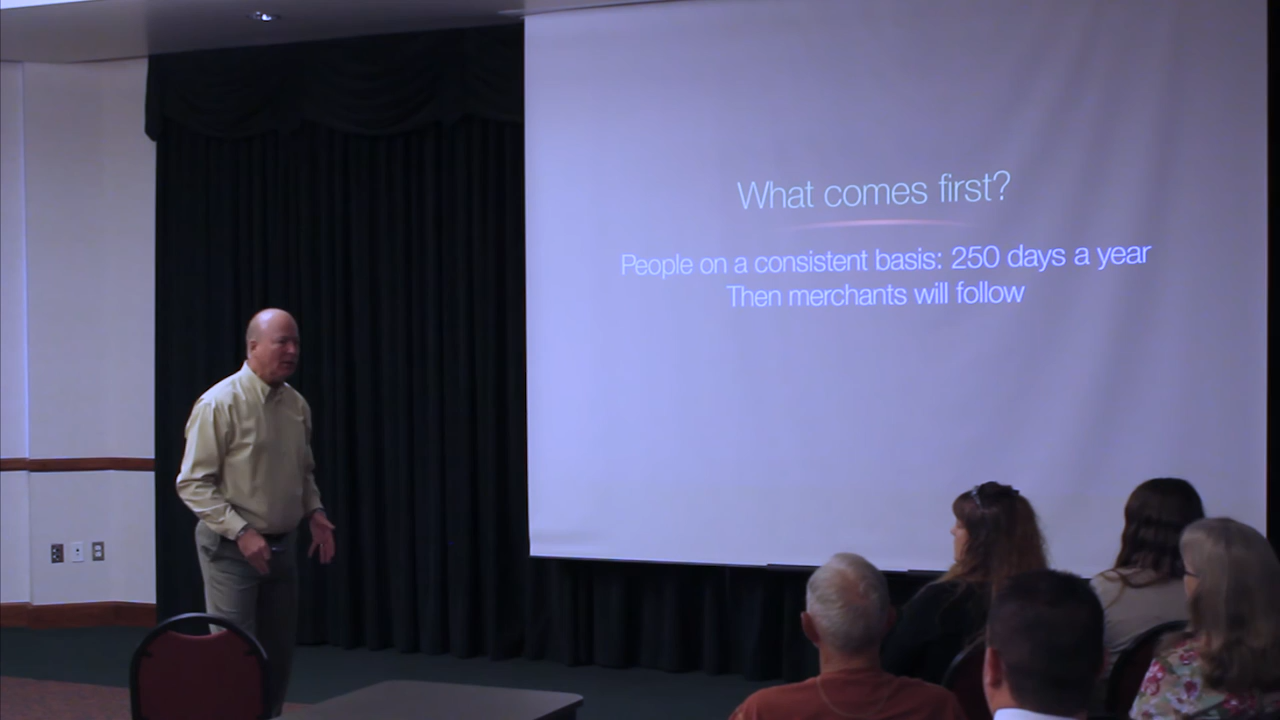 What comes first?
People on a consistent basis: 250 days a year
Then merchants will follow